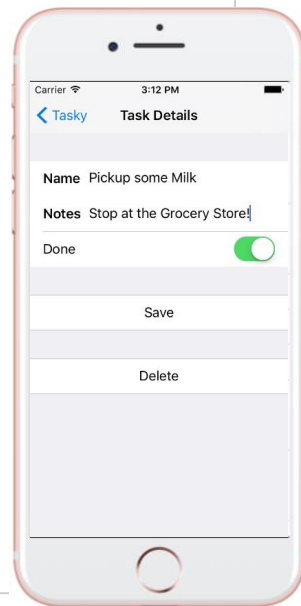 Carrier 3:12 PM
Tasky Task Details
Name Pickup some Milk
Notes Stop at the Grocery Store!
Done
Save
Delete